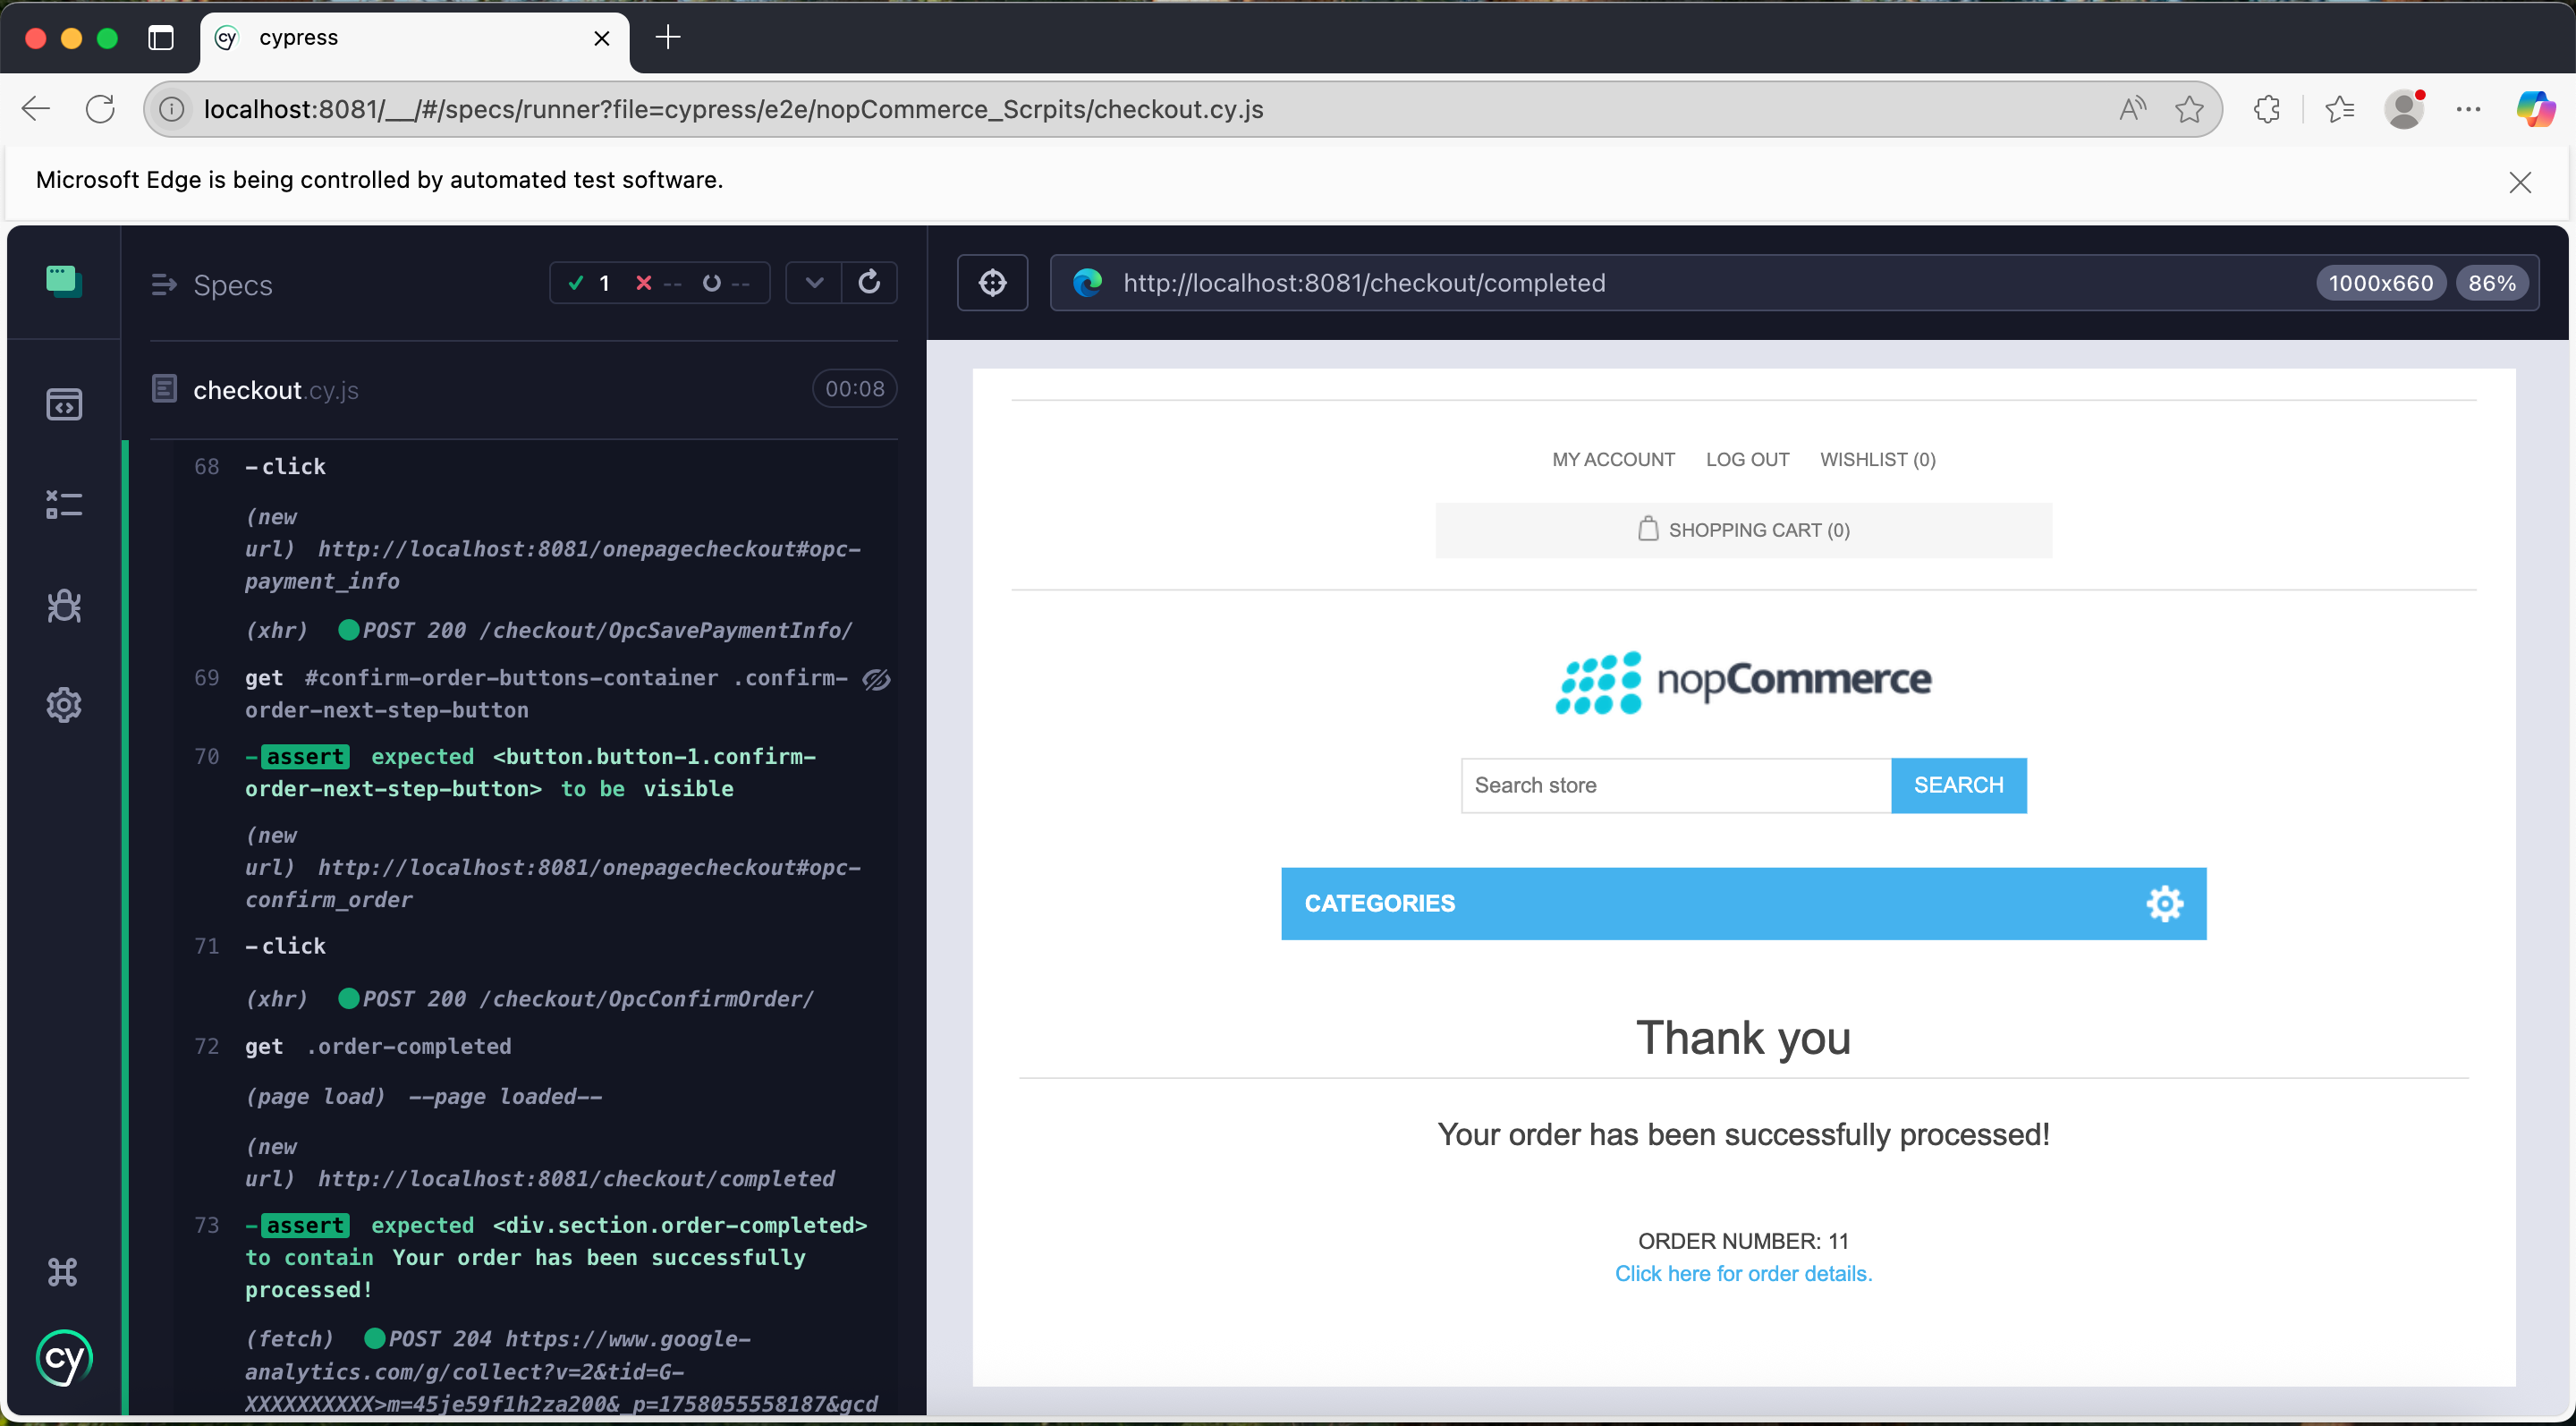 cypress
localhost:8081/__/#/specs/runner?file=cypress/e2e/nopCommerce_Scrpits/checkout.cy.js
Microsoft Edge is being controlled by automated test software.
Specs
1 -- --
checkout.cy.js
00:08
68 -click
(new
url) http://localhost:8081/onepagecheckout#opc-
payment_info
(xhr) POST 200 /checkout/OpcSavePaymentInfo/
69 get #confirm-order-buttons-container .confirm-
order-next-step-button
70 -assert expected <button.button-1.confirm-
order-next-step-button> to be visible
(new
url) http://localhost:8081/onepagecheckout#opc-
confirm_order
71 -click
(xhr) POST 200 /checkout/OpcConfirmOrder/
72 get .order-completed
(page load) --page loaded--
(new
url) http://localhost:8081/checkout/completed
73 -assert expected <div.section.order-completed>
to contain Your order has been successfully
processed!
(fetch) POST 204 https://www.google-
analytics.com/g/collect?v=2&tid=G-
XXXXXXXXXX>m=45je59f1h2za200&_p=1758055558187&gcd
cy
http://localhost:8081/checkout/completed
1000x660
86%
MY ACCOUNT LOG OUT WISHLIST (0)
SHOPPING CART (0)
nopCommerce
Search store
SEARCH
CATEGORIES
Thank you
Your order has been successfully processed!
ORDER NUMBER: 11
Click here for order details.